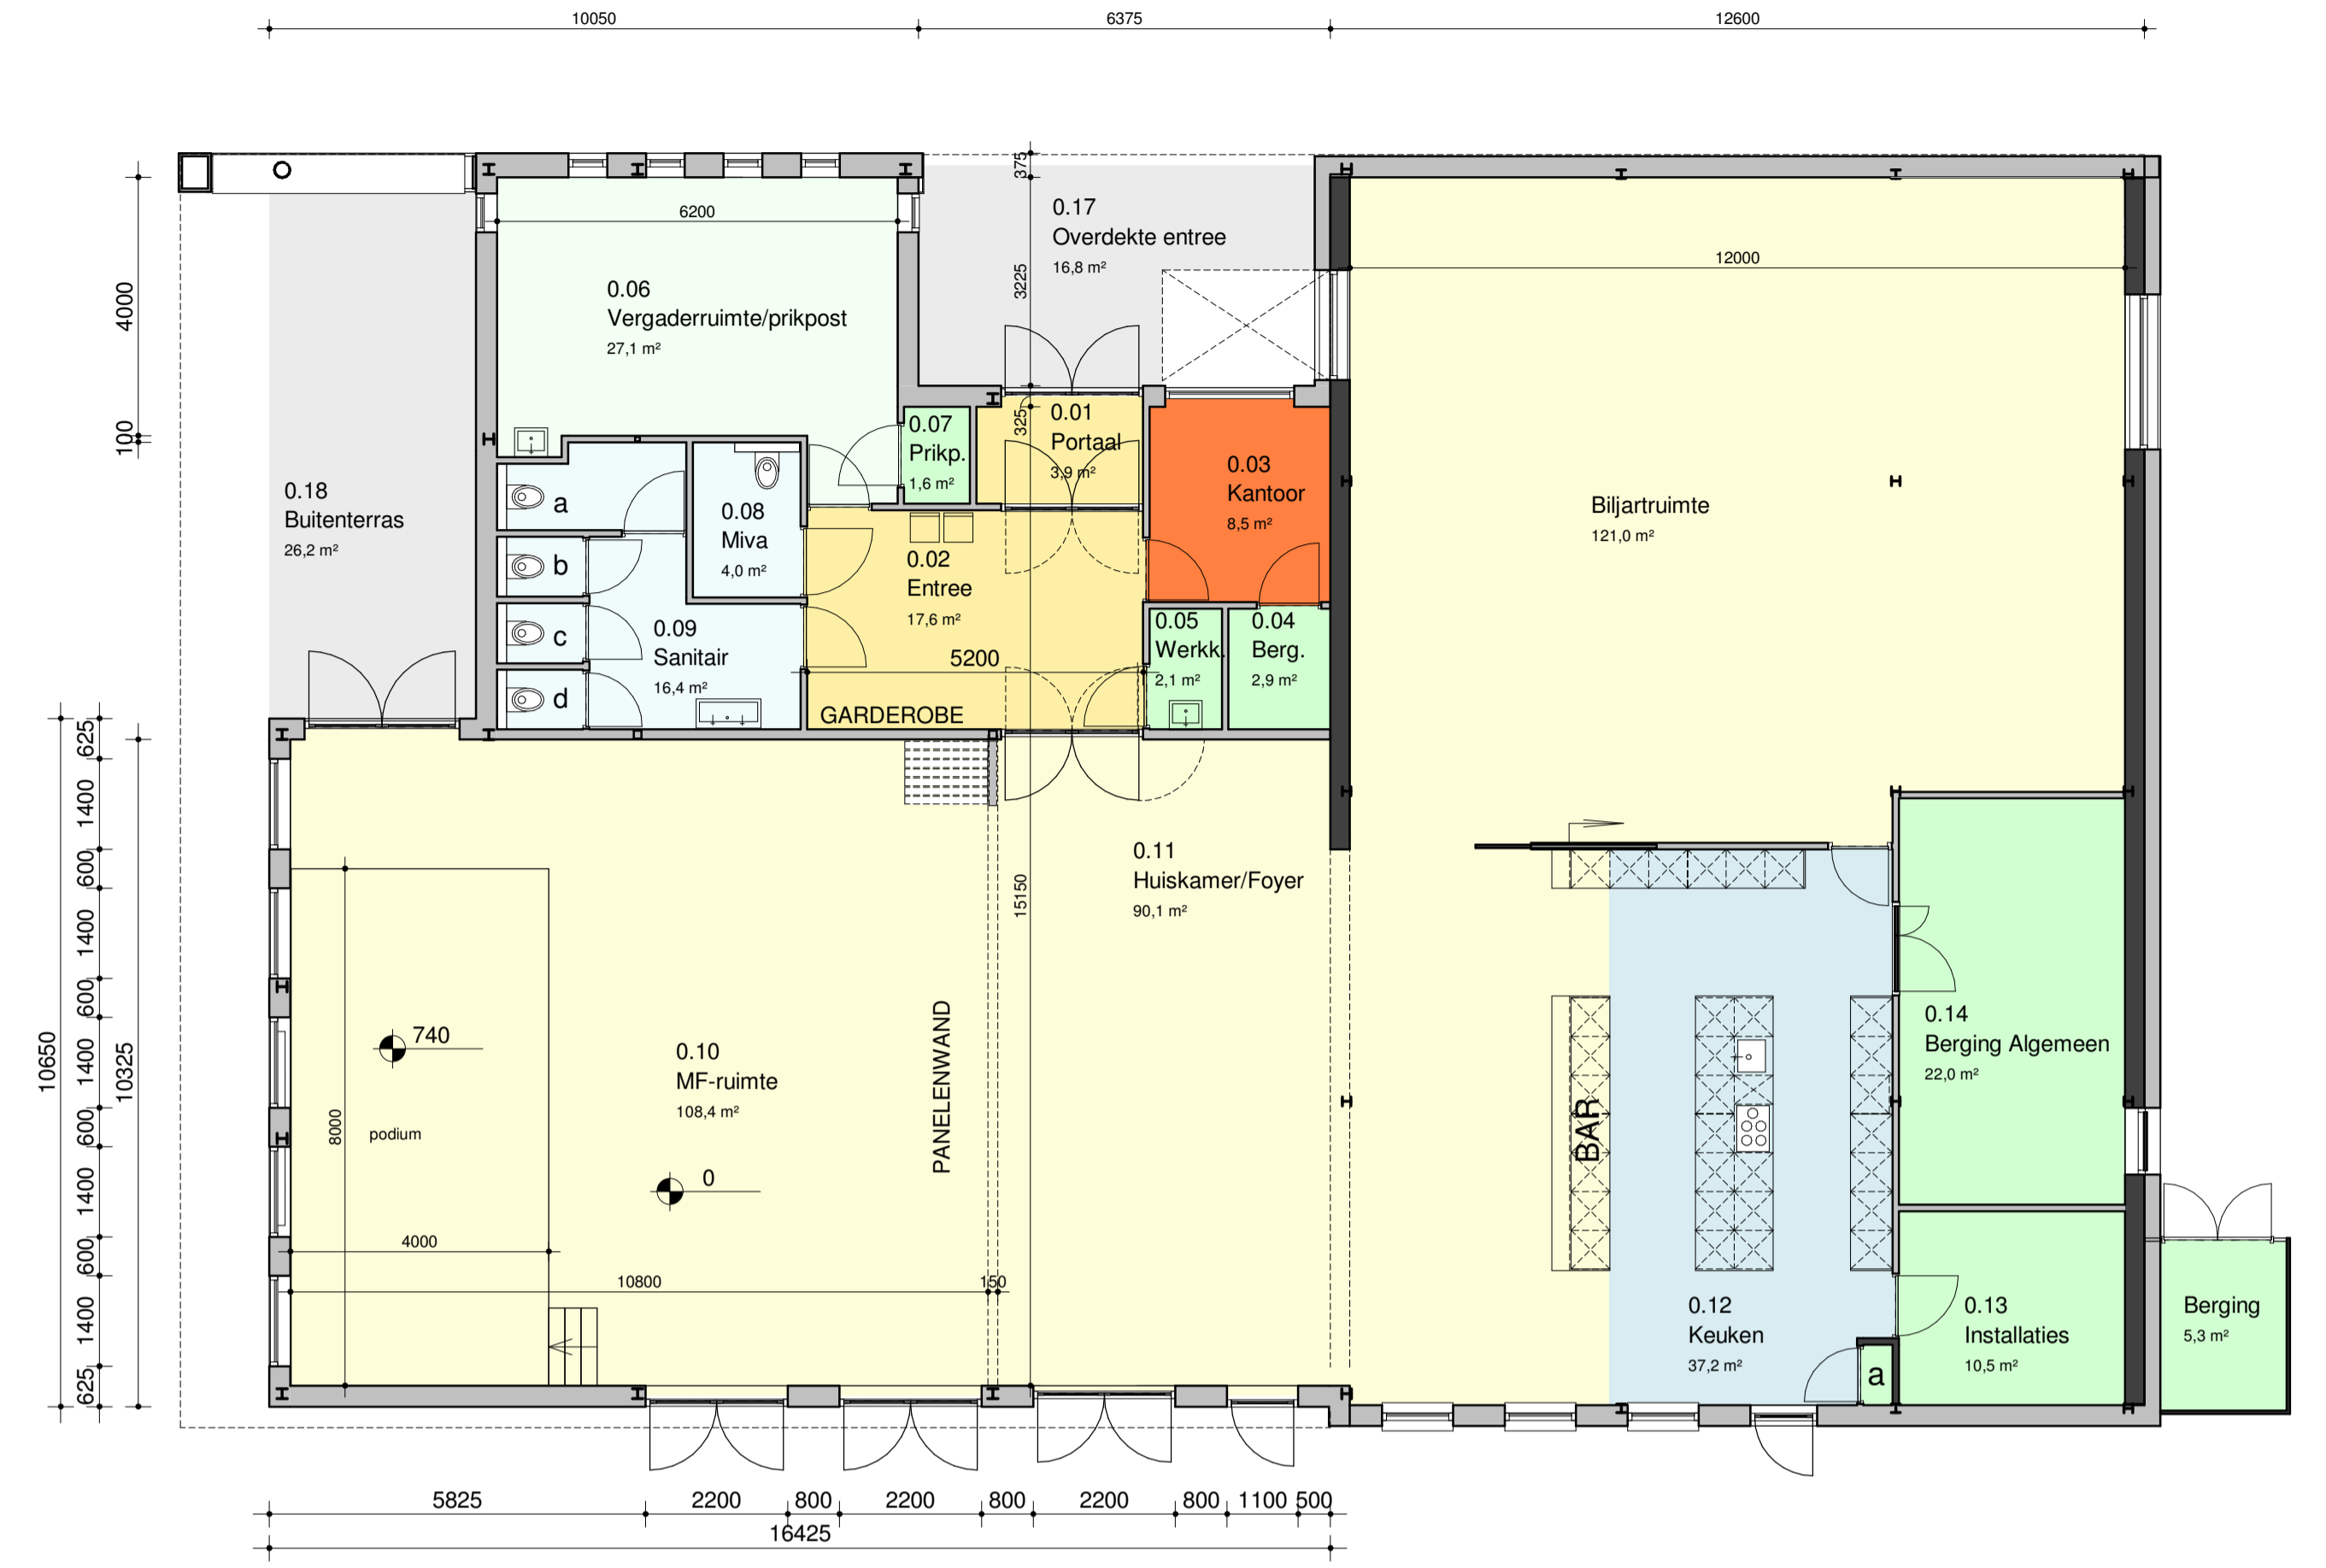 10050
6375
12600
375
0.17
Overdekte entree
16,8 m²
6200
3225
12000
0.06
Vergaderruimte/prikpost
27,1 m²
4000
100
325
0.07
Prikp.
1,6 m²
0.01
Portaal
3,9 m²
0.03
Kantoor
8,5 m²
0.18
Buitenterras
26,2 m²
a
b
c
d
0.08
Miva
4,0 m²
Biljartruimte
121,0 m²
0.02
Entree
17,6 m²
0.09
Sanitair
16,4 m²
5200
0.05
Werkk.
2,1 m²
0.04
Berg.
2,9 m²
GARDEROBE
625
1400
600
1400
600
1400
600
1400
600
1400
625
10650
10325
0.11
Huiskamer/Foyer
90,1 m²
15150
PANELENWAND
740
0.10
MF-ruimte
108,4 m²
8000
podium
0
4000
10800
150
BAR
0.14
Berging Algemeen
22,0 m²
0.12
Keuken
37,2 m²
a
0.13
Installaties
10,5 m²
Berging
5,3 m²
5825
2200
800
2200
800
2200
800
1100
500
16425